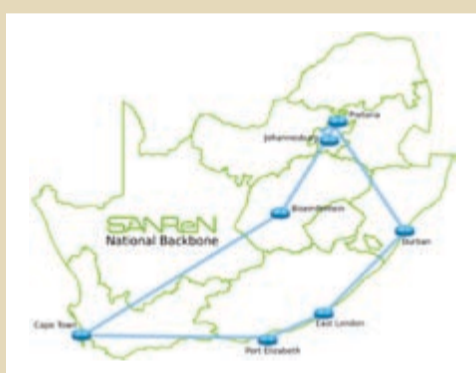 Pretoria
Johannesburg
Bloemfontein
SANReN
National Backbone
Durban
Cape Town
East London
Port Elizabeth